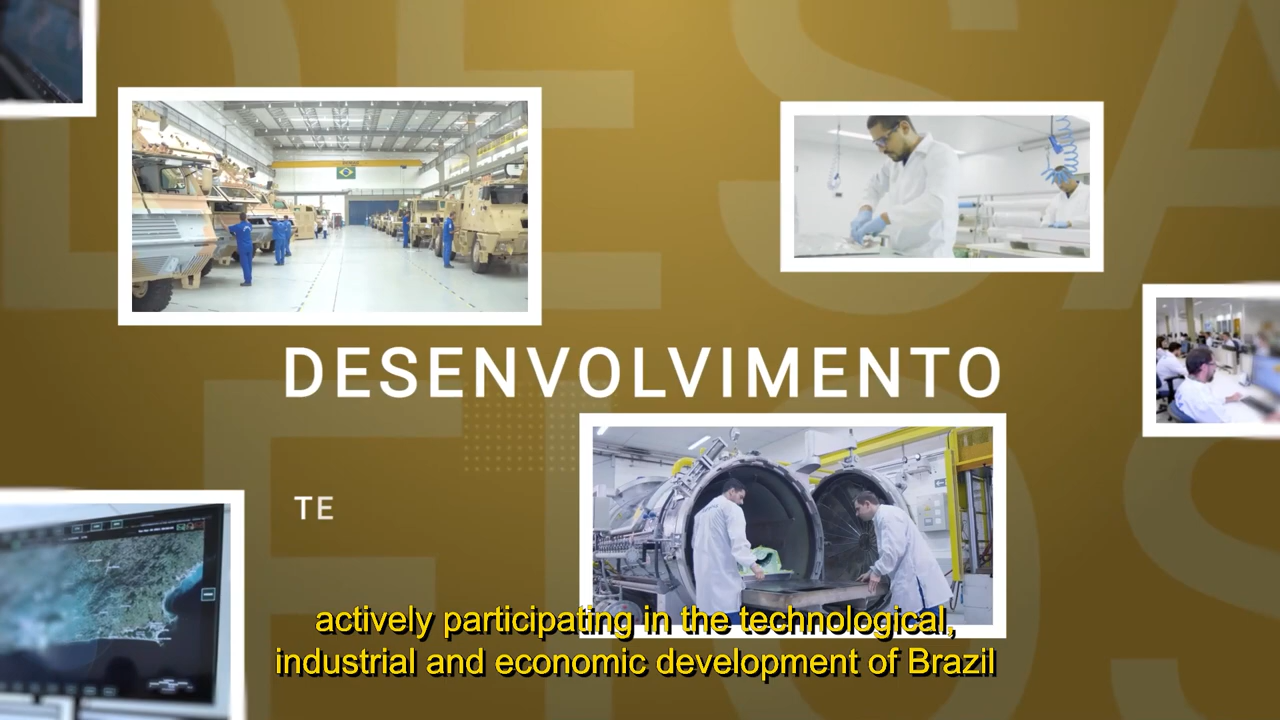 DESENVOLVIMENTO
TE
actively participating in the technological,
industrial and economic development of Brazil